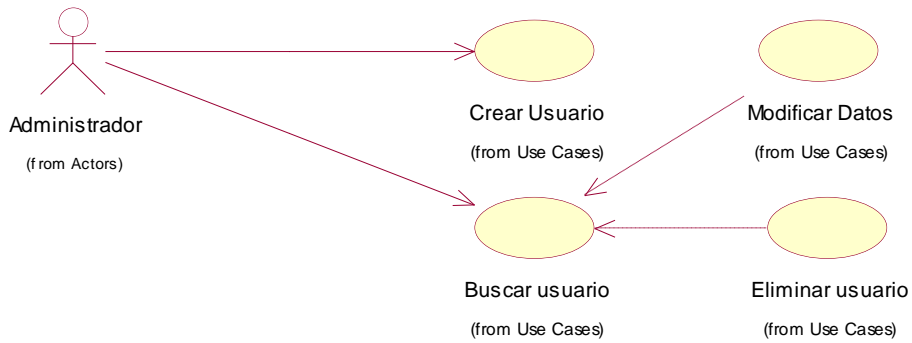 Administrador
(from Actors)
Crear Usuario
(from Use Cases)
Modificar Datos
(from Use Cases)
Buscar usuario
(from Use Cases)
Eliminar usuario
(from Use Cases)